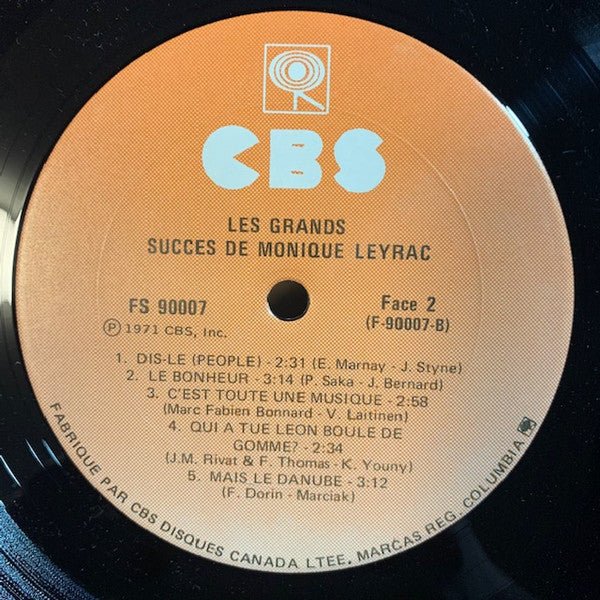 CBS
LES GRANDS
SUCCES DE MONIQUE LEYRAC
FS 90007
Face 2
Ⓟ 1971 CBS, Inc.
(F-90007-B)
1. DIS-LE (PEOPLE) - 2:31 (E. Marnay - J. Styne)
2. LE BONHEUR - 3:14 (P. Saka - J. Bernard)
3. C'EST TOUTE UNE MUSIQUE - 2:58
(Marc Fabien Bonnard - V. Laitinen)
4. QUI A TUE LEON BOULE DE
GOMME? - 2:34
(J.M. Rivat & F. Thomas - K. Youny)
5. MAIS LE DANUBE - 3:12
(F. Dorin - Marciak)
FABRIQUE PAR CBS DISQUES CANADA LTEE. MARCAS REG. COLUMBIA